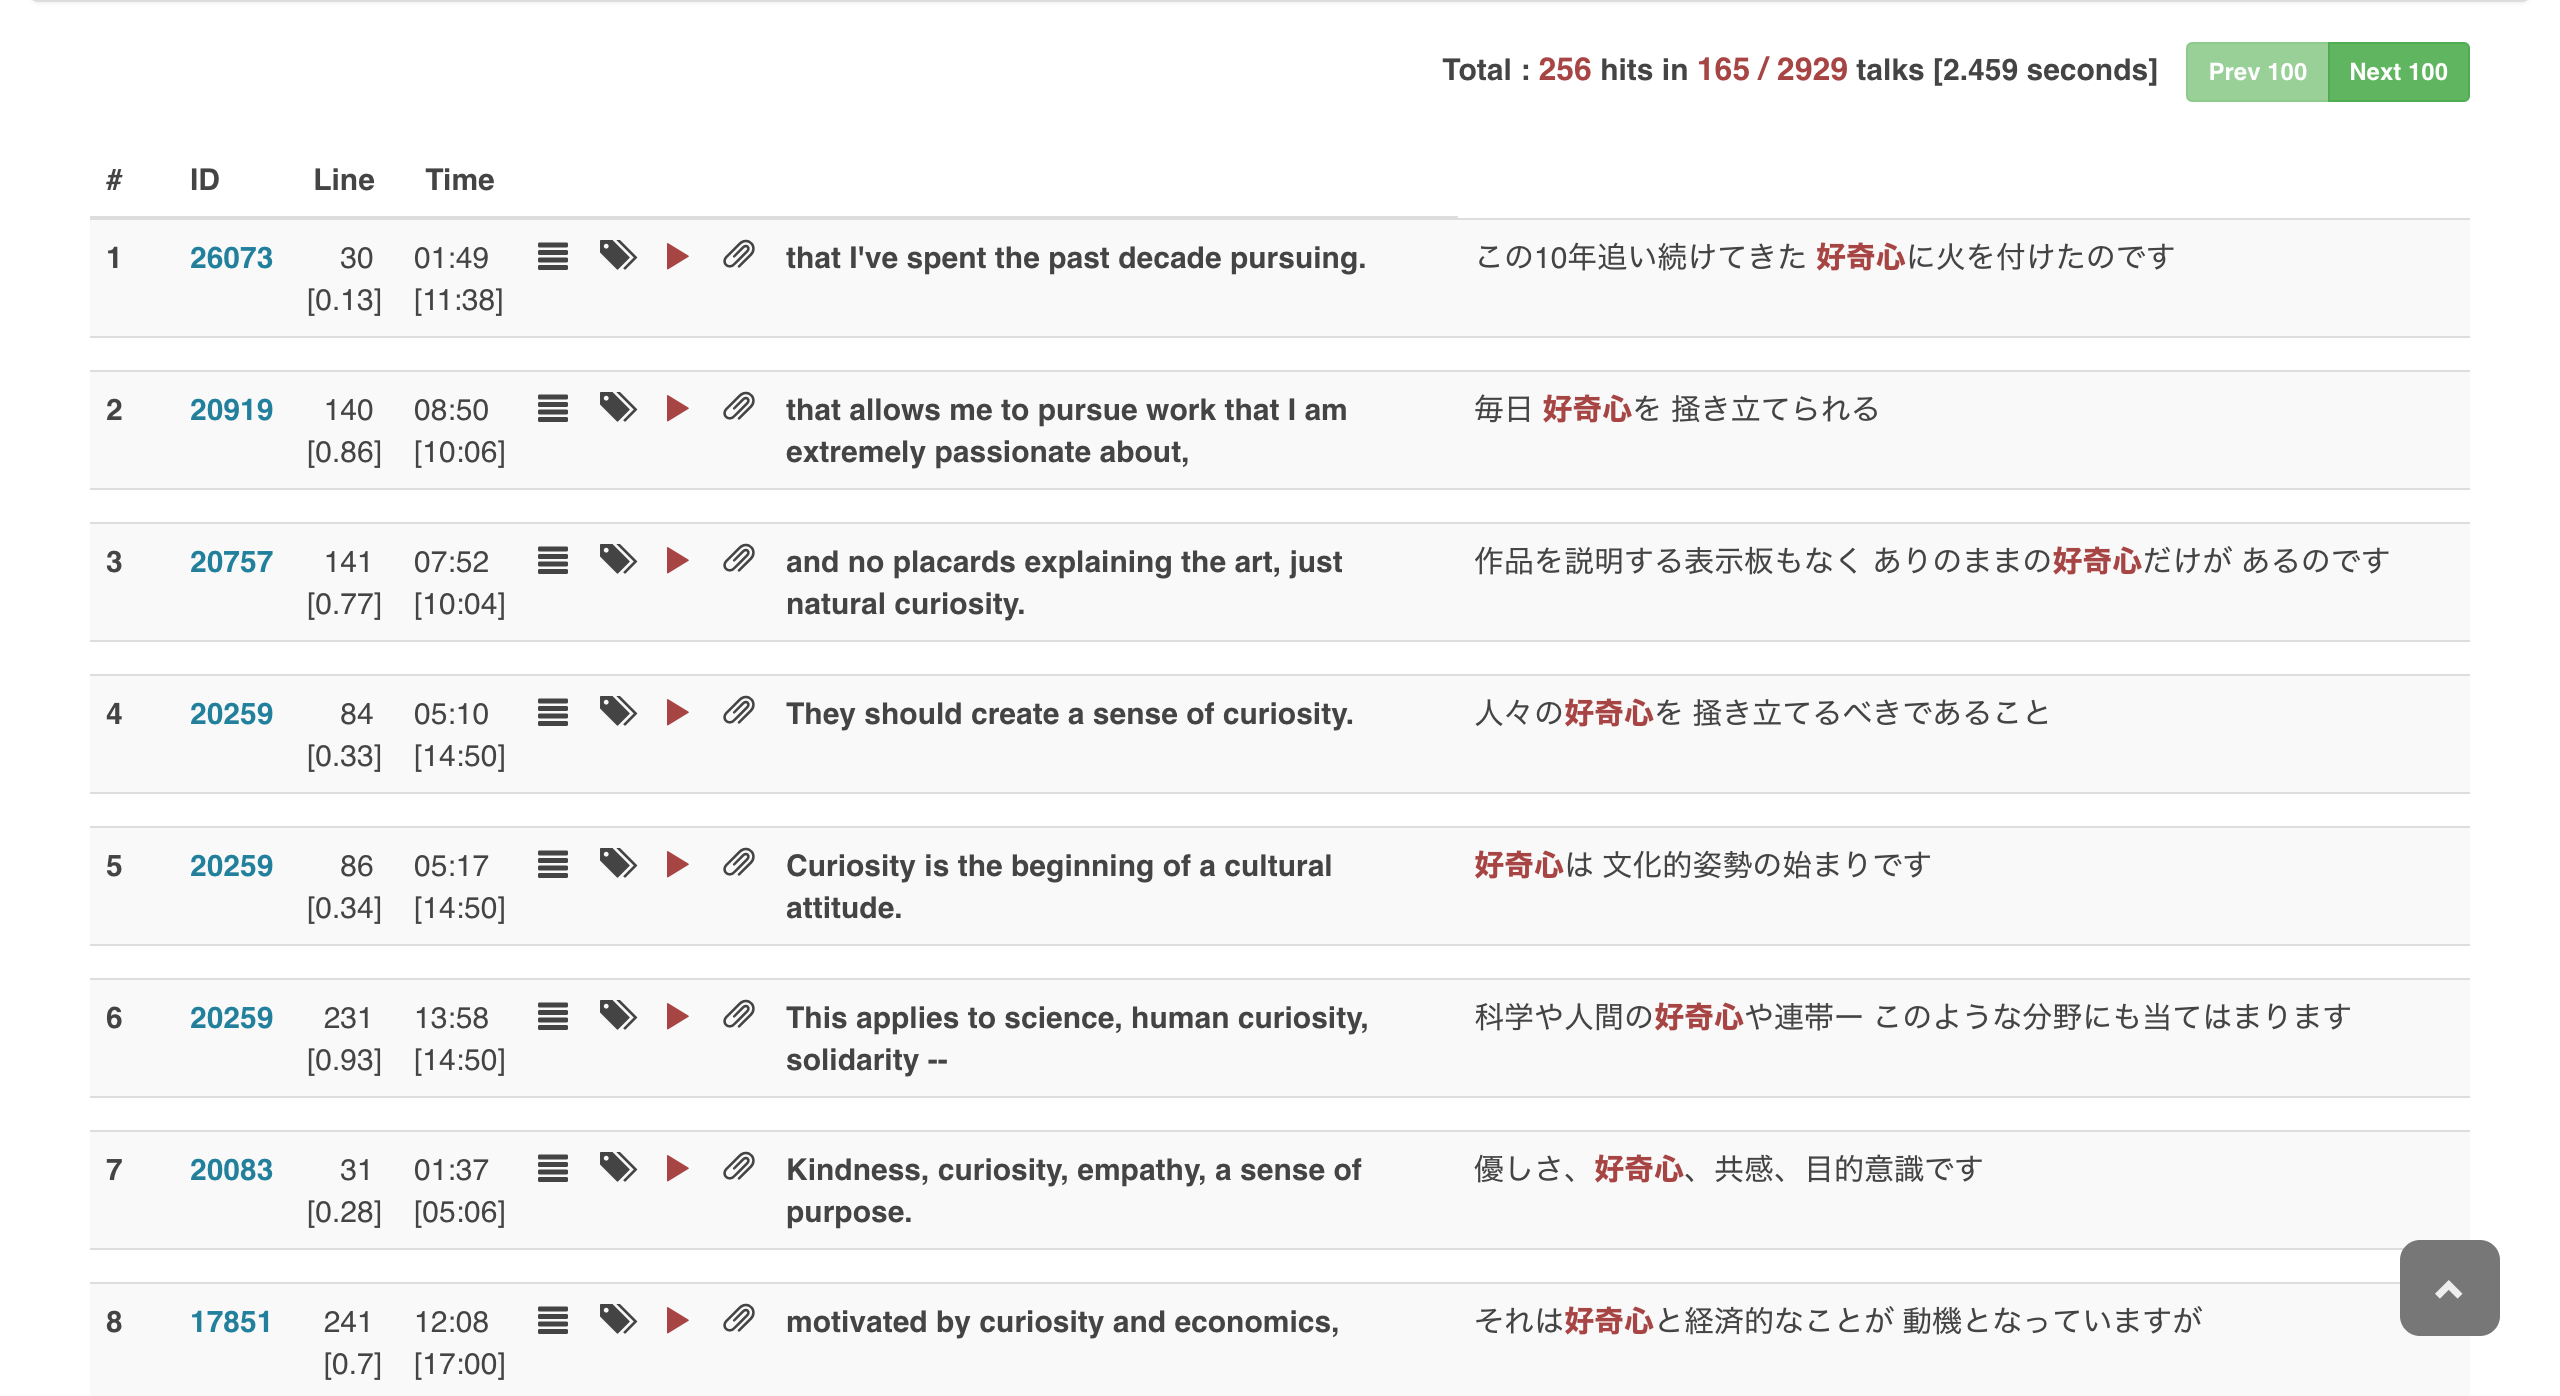 Total : 256 hits in 165 / 2929 talks [2.459 seconds] Prev 100 Next 100
# ID Line Time
1 26073 30 01:49 that I've spent the past decade pursuing. この10年追い続けてきた 好奇心に火を付けたのです
[0.13] [11:38]
2 20919 140 08:50 that allows me to pursue work that I am 毎日 好奇心を 掻き立てられる
[0.86] [10:06] extremely passionate about,
3 20757 141 07:52 and no placards explaining the art, just 作品を説明する表示板もなく ありのままの好奇心だけが あるのです
[0.77] [10:04] natural curiosity.
4 20259 84 05:10 They should create a sense of curiosity. 人々の好奇心を 掻き立てるべきであること
[0.33] [14:50]
5 20259 86 05:17 Curiosity is the beginning of a cultural 好奇心は 文化的姿勢の始まりです
[0.34] [14:50] attitude.
6 20259 231 13:58 This applies to science, human curiosity, 科学や人間の好奇心や連帯ー このような分野にも当てはまります
[0.93] [14:50] solidarity --
7 20083 31 01:37 Kindness, curiosity, empathy, a sense of 優しさ、好奇心、共感、目的意識です
[0.28] [05:06] purpose.
8 17851 241 12:08 motivated by curiosity and economics, それは好奇心と経済的なことが 動機となっていますが
[0.7] [17:00]